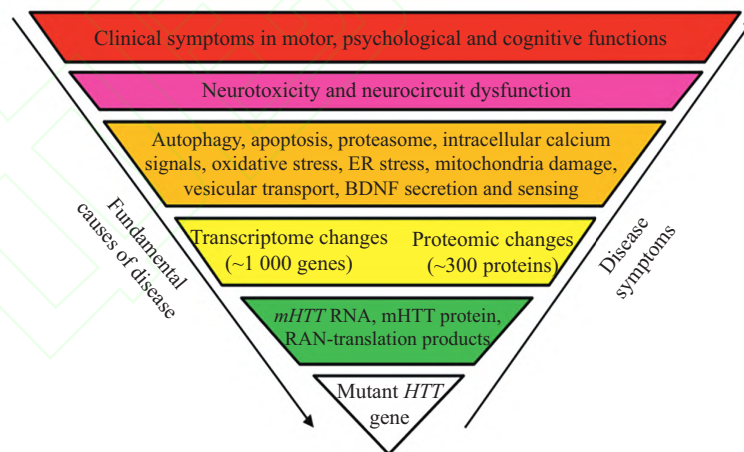 Clinical symptoms in motor, psychological and cognitive functions
Neurotoxicity and neurocircuit dysfunction
Autophagy, apoptosis, proteasome, intracellular calcium
signals, oxidative stress, ER stress, mitochondria damage,
vesicular transport, BDNF secretion and sensing
Transcriptome changes
(~1 000 genes)
Proteomic changes
(~300 proteins)
mHTT RNA, mHTT protein,
RAN-translation products
Mutant HTT
gene
Fundamental
causes of disease
Disease
symptoms